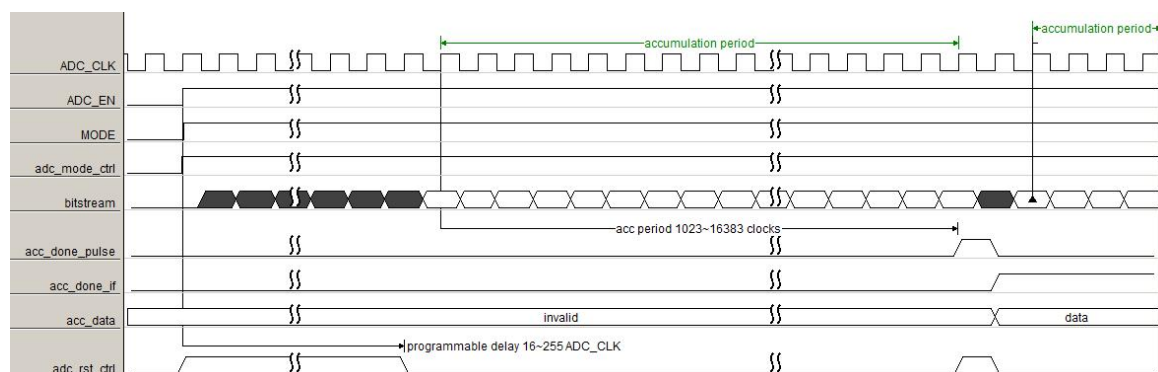 accumulation period
accumulation period
ADC_CLK
ADC_EN
MODE
adc_mode_ctrl
bitstream
acc period 1023~16383 clocks
acc_done_pulse
acc_done_if
acc_data invalid data
programmable delay 16~255 ADC_CLK
adc_rst_ctrl